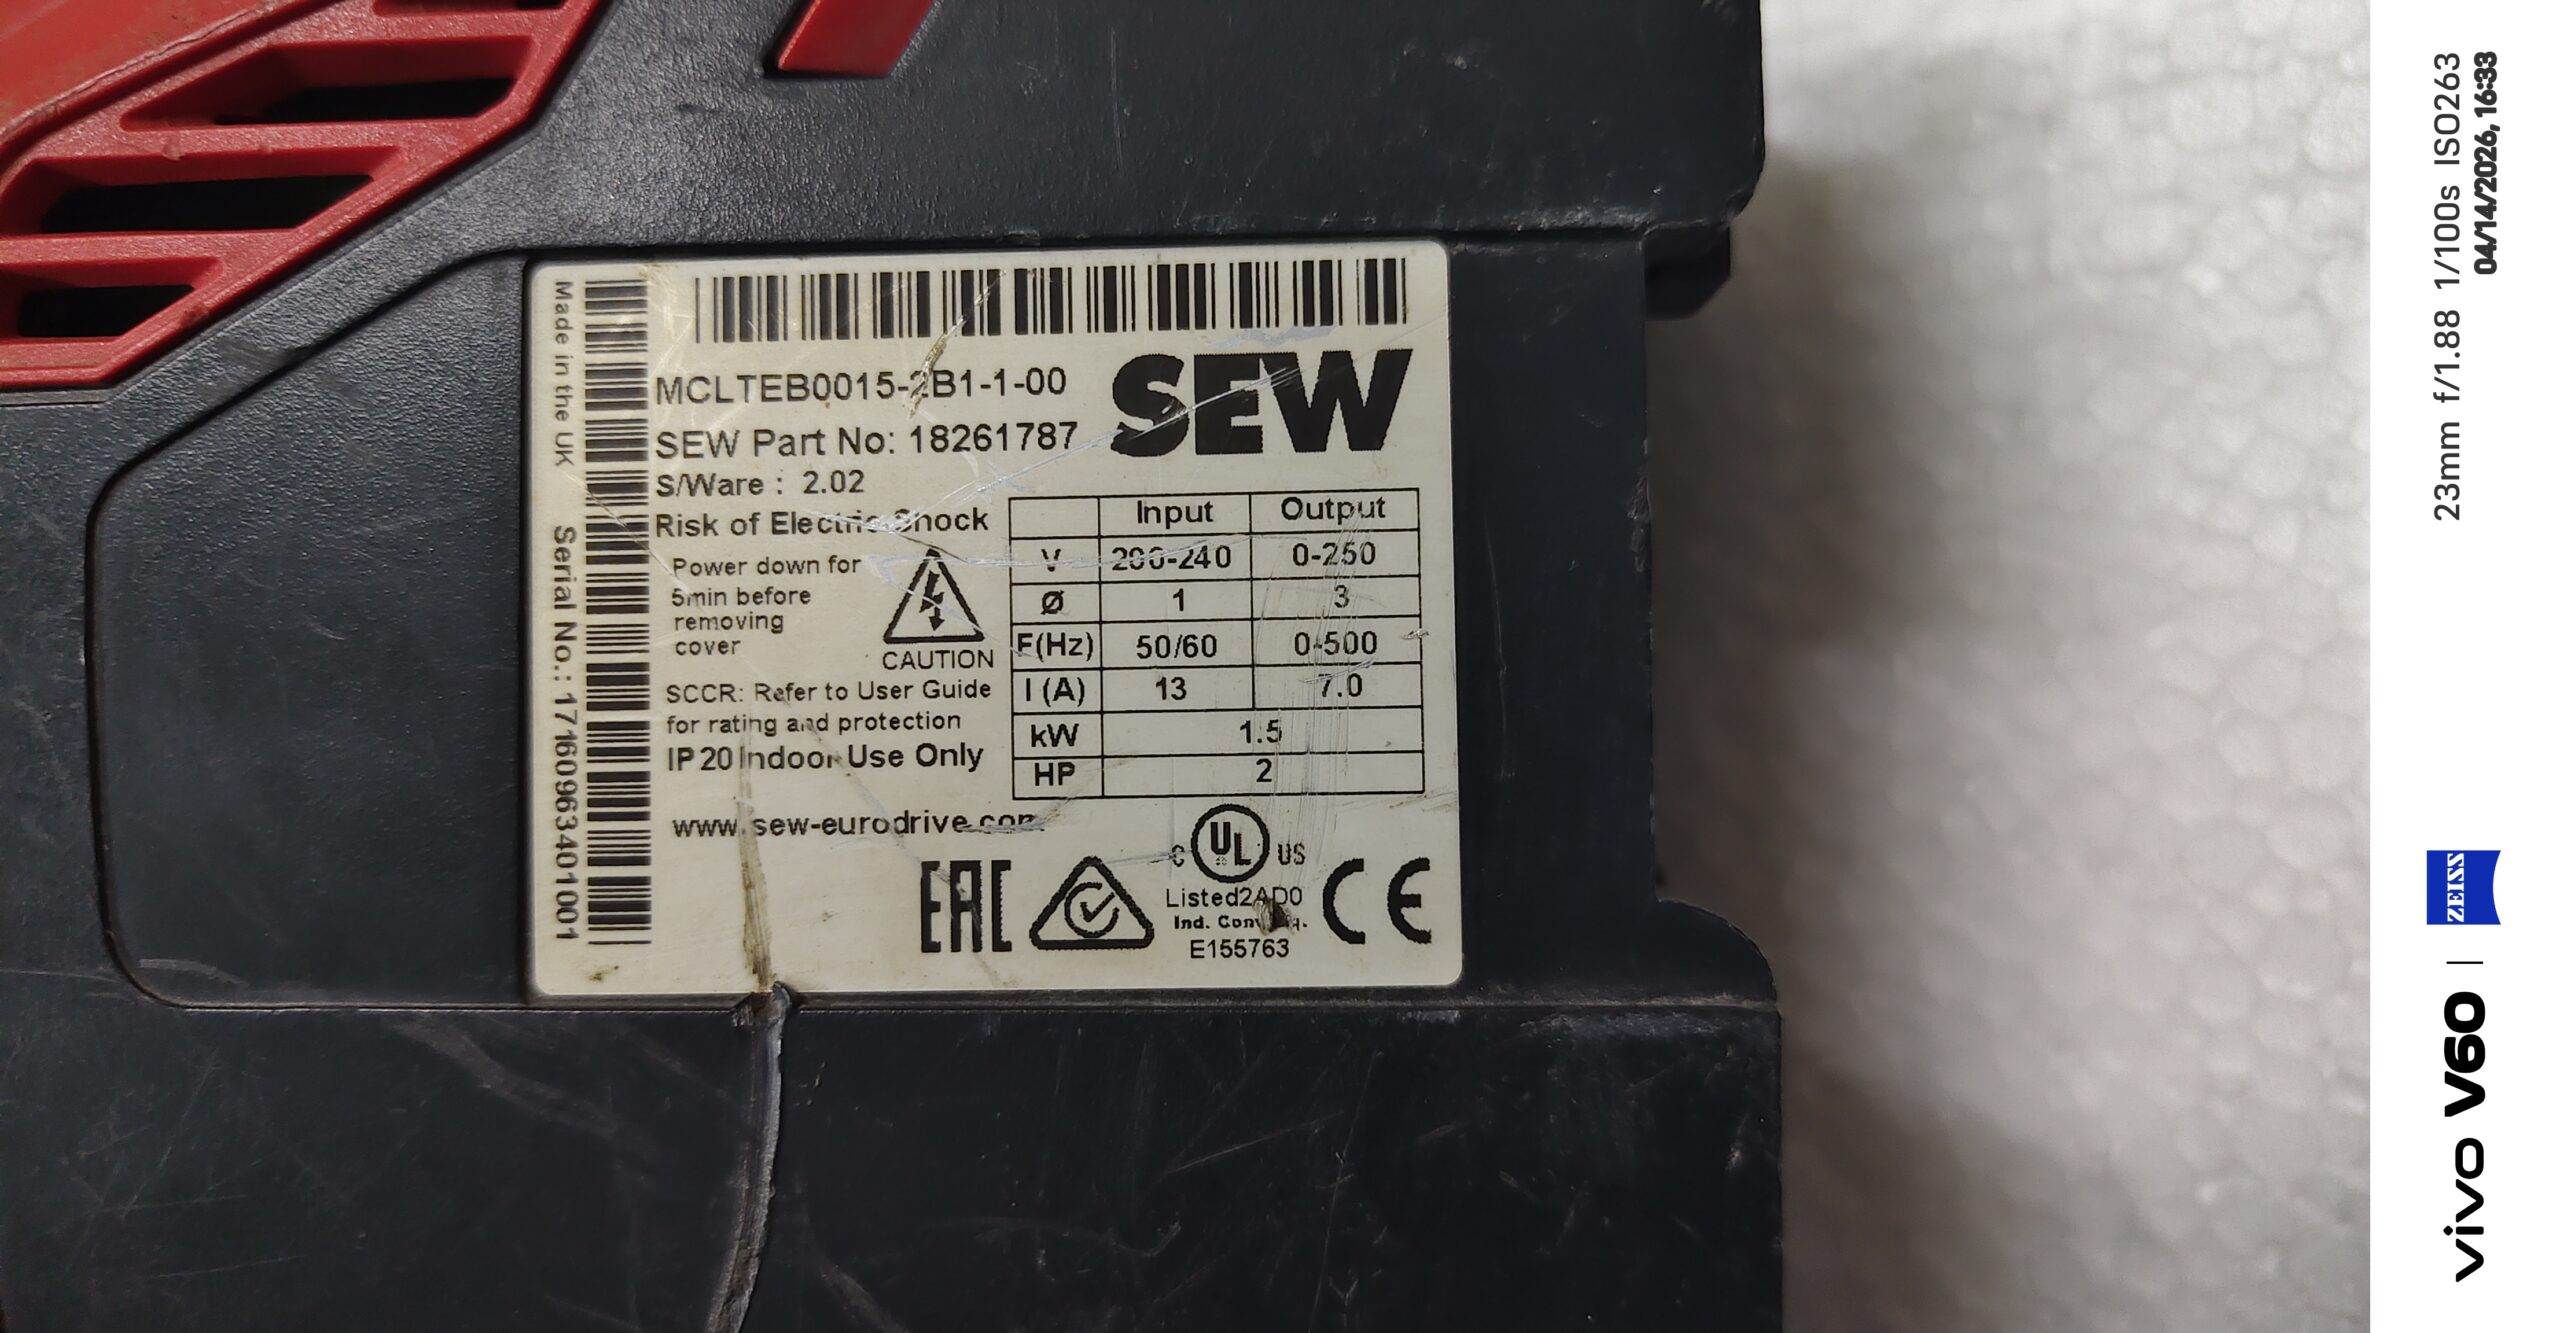 MCLTEB0015-2B1-1-00
SEW
SEW Part No: 18261787
S/Ware : 2.02
Risk of Electric Shock
Power down for
5min before
removing
cover
CAUTION
SCCR: Refer to User Guide
for rating and protection
IP20 Indoor Use Only
www.sew-eurodrive.com
Input Output
V 200-240 0-250
Ø 1 3
F(Hz) 50/60 0-500
I (A) 13 7.0
kW 1.5
HP 2
EAC
C UL US
Listed2AD0
Ind.
E155763
CE
Made in the UK
Serial No.: 17160963401001
23mm f/1.88 1/100s ISO263
04/14/2026, 16:33
ZEISS
vivo V60